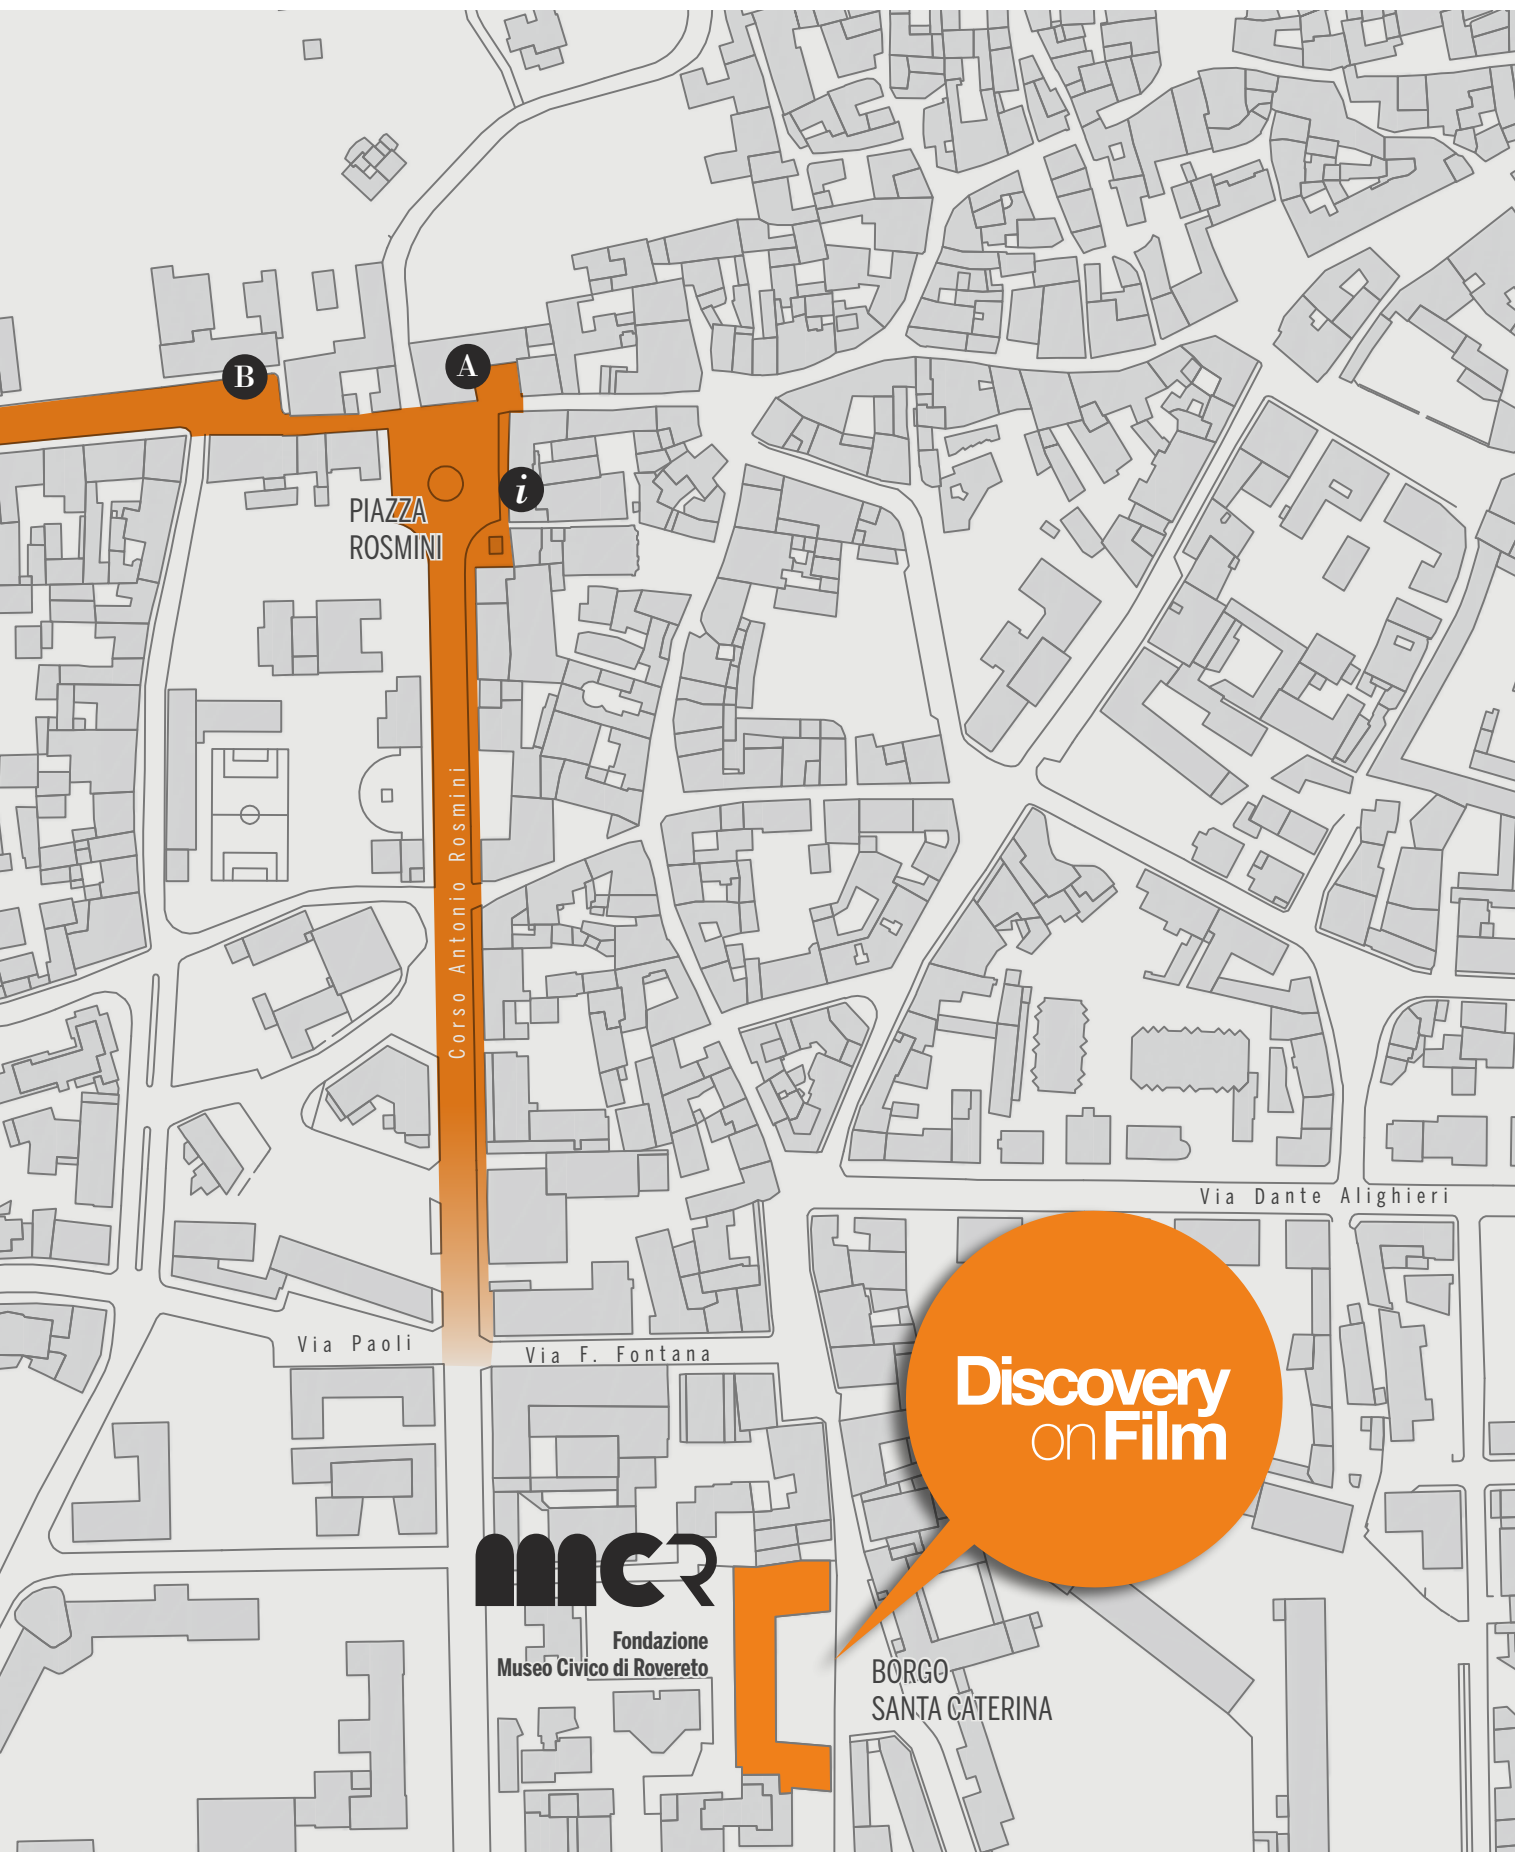 B
A
i
PIAZZA
ROSMINI
Corso Antonio Rosmini
Via Dante Alighieri
Via Paoli
Via F. Fontana
Discovery
on Film
MCR
Fondazione
Museo Civico di Rovereto
BORGO
SANTA CATERINA